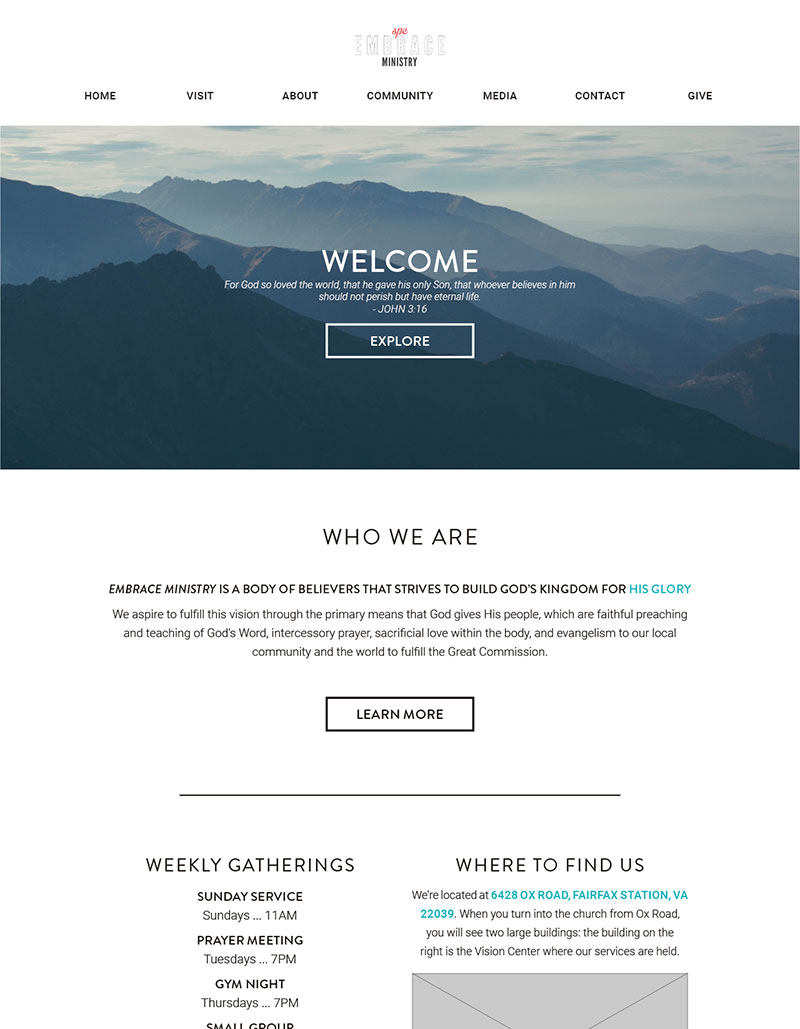 spc
EMBRACE
MINISTRY
HOME VISIT ABOUT COMMUNITY MEDIA CONTACT GIVE
WELCOME
For God so loved the world, that he gave his only Son, that whoever believes in him
should not perish but have eternal life.
- JOHN 3:16
EXPLORE
WHO WE ARE
EMBRACE MINISTRY IS A BODY OF BELIEVERS THAT STRIVES TO BUILD GOD'S KINGDOM FOR HIS GLORY
We aspire to fulfill this vision through the primary means that God gives His people, which are faithful preaching
and teaching of God's Word, intercessory prayer, sacrificial love within the body, and evangelism to our local
community and the world to fulfill the Great Commission.
LEARN MORE
WEEKLY GATHERINGS
SUNDAY SERVICE
Sundays ... 11AM
PRAYER MEETING
Tuesdays ... 7PM
GYM NIGHT
Thursdays ... 7PM
SMALL GROUP
WHERE TO FIND US
We're located at 6428 OX ROAD, FAIRFAX STATION, VA
22039. When you turn into the church from Ox Road,
you will see two large buildings: the building on the
right is the Vision Center where our services are held.